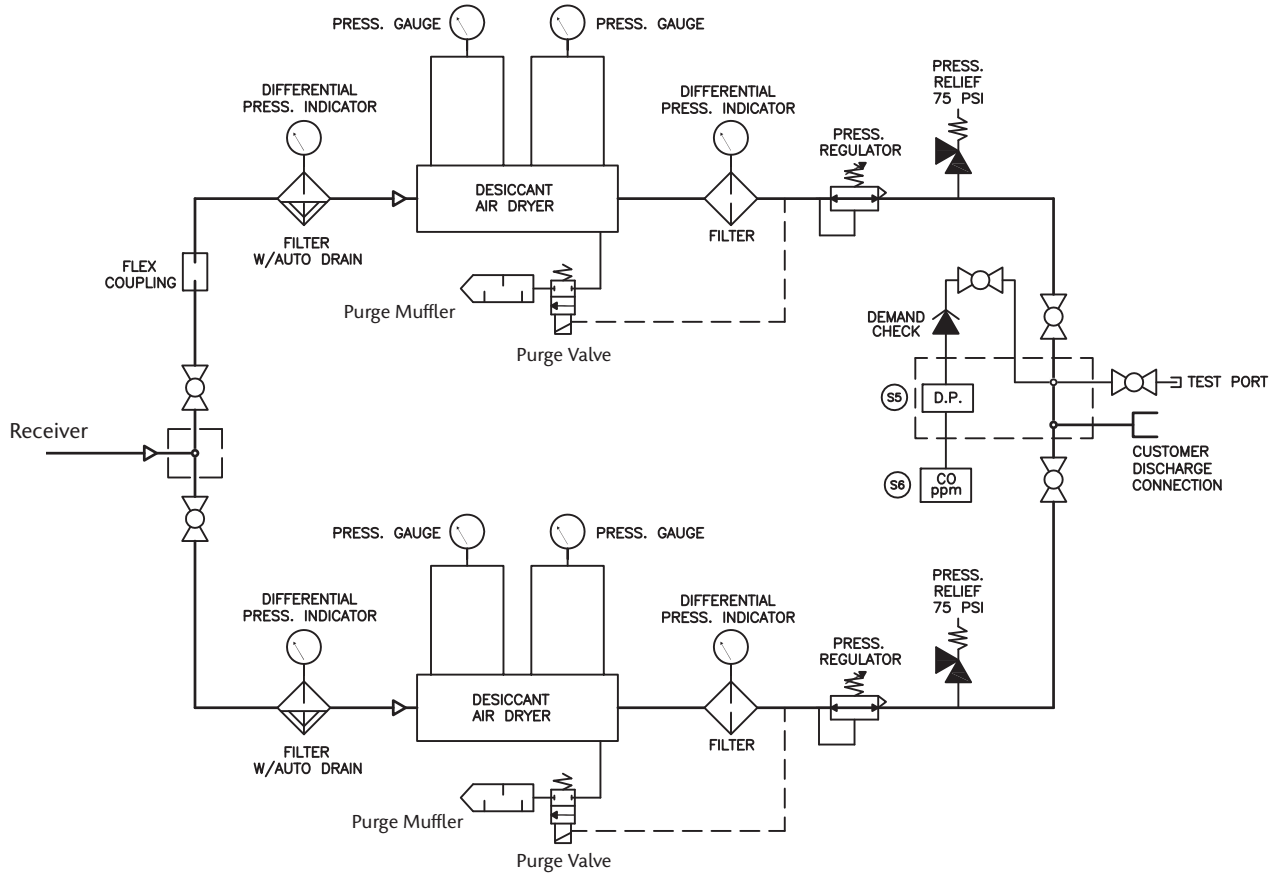 PRESS. GAUGE
PRESS. GAUGE
DIFFERENTIAL
PRESS. INDICATOR
DIFFERENTIAL
PRESS. INDICATOR
PRESS.
RELIEF
75 PSI
PRESS.
REGULATOR
DESICCANT
AIR DRYER
FILTER
W/AUTO DRAIN
FILTER
FLEX
COUPLING
Purge Muffler
Purge Valve
DEMAND
CHECK
S5
D.P.
TEST PORT
Receiver
S6
CO
ppm
CUSTOMER
DISCHARGE
CONNECTION
PRESS. GAUGE
PRESS. GAUGE
DIFFERENTIAL
PRESS. INDICATOR
DIFFERENTIAL
PRESS. INDICATOR
PRESS.
RELIEF
75 PSI
PRESS.
REGULATOR
DESICCANT
AIR DRYER
FILTER
W/AUTO DRAIN
FILTER
Purge Muffler
Purge Valve